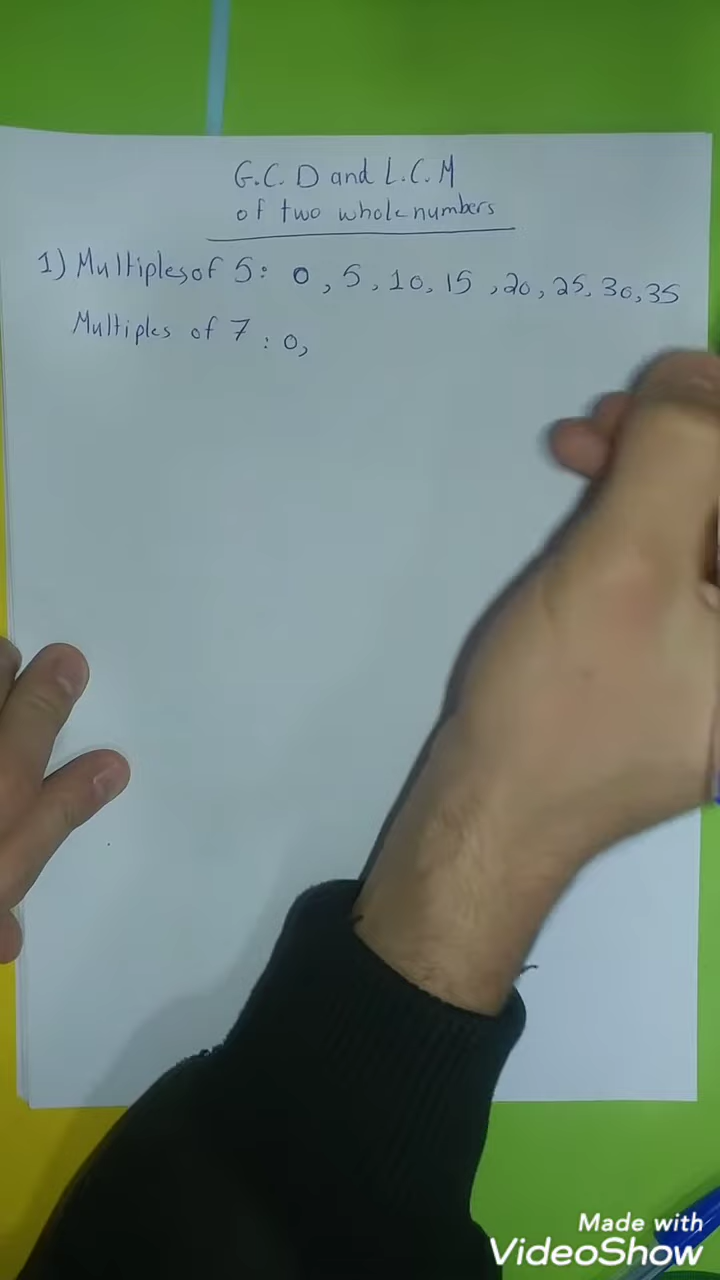 G.C.D and L.C.M
of two whole numbers
1) Multiples of 5: 0, 5, 10, 15, 20, 25, 30, 35
Multiples of 7: 0,
Made with
VideoShow